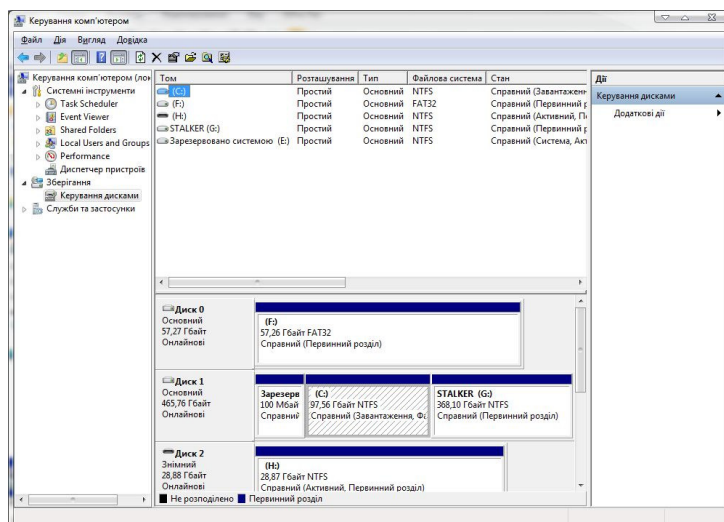 Керування комп'ютером
Файл Дія Вигляд Довідка
Керування комп'ютером (лок
Системні інструменти
Task Scheduler
Event Viewer
Shared Folders
Local Users and Groups
Performance
Диспетчер пристроїв
Зберігання
Керування дисками
Служби та застосунки
Том Розташування Тип Файлова система Стан
(C:) Простий Основний NTFS Справний (Завантажен
(F:) Простий Основний FAT32 Справний (Первинний р
(H:) Простий Основний NTFS Справний (Активний, П
STALKER (G:) Простий Основний NTFS Справний (Первинний р
Зарезервовано системою (E:) Простий Основний NTFS Справний (Система, Акт
Дії
Керування дисками
Додаткові дії
Диск 0
Основний
57,27 Гбайт
Онлайнові
(F:)
57,26 Гбайт FAT32
Справний (Первинний розділ)
Диск 1
Основний
465,76 Гбайт
Онлайнові
Зарезерв
100 Мбай
Справний
(C:)
97,56 Гбайт NTFS
Справний (Завантаження, Фа
STALKER (G:)
368,10 Гбайт NTFS
Справний (Первинний розділ)
Диск 2
Знімний
28,88 Гбайт
Онлайнові
(H:)
28,87 Гбайт NTFS
Справний (Активний, Первинний розділ)
Не розподілено Первинний розділ